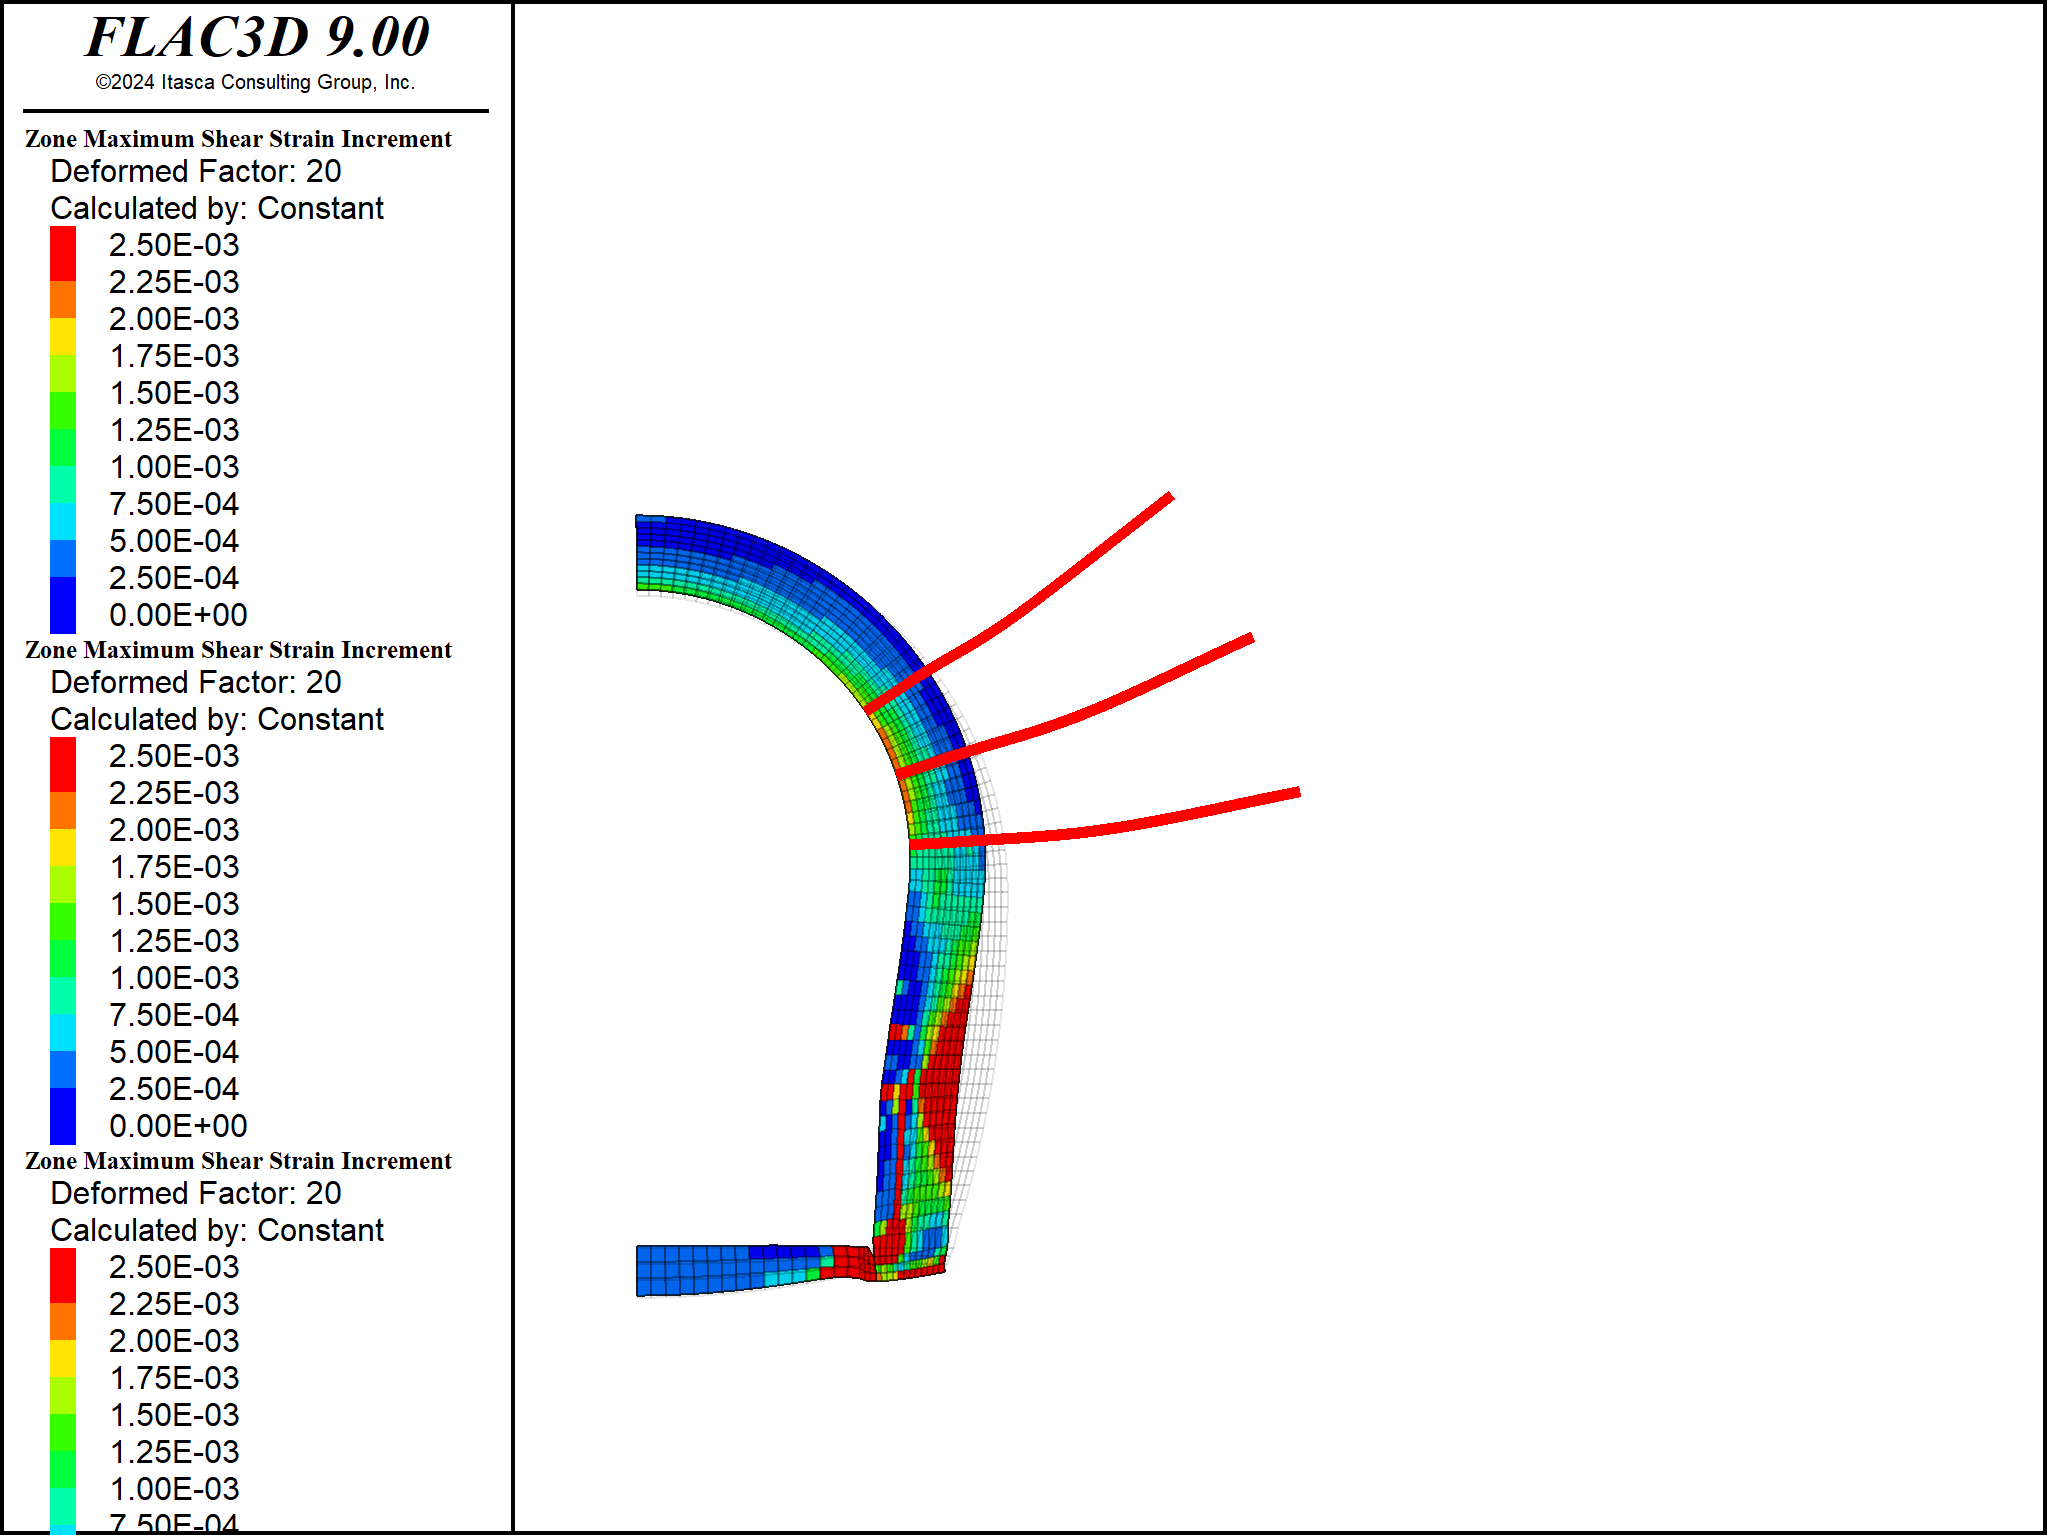 FLAC3D 9.00
©2024 Itasca Consulting Group, Inc.
Zone Maximum Shear Strain Increment
Deformed Factor: 20
Calculated by: Constant
2.50E-03
2.25E-03
2.00E-03
1.75E-03
1.50E-03
1.25E-03
1.00E-03
7.50E-04
5.00E-04
2.50E-04
0.00E+00
Zone Maximum Shear Strain Increment
Deformed Factor: 20
Calculated by: Constant
2.50E-03
2.25E-03
2.00E-03
1.75E-03
1.50E-03
1.25E-03
1.00E-03
7.50E-04
5.00E-04
2.50E-04
0.00E+00
Zone Maximum Shear Strain Increment
Deformed Factor: 20
Calculated by: Constant
2.50E-03
2.25E-03
2.00E-03
1.75E-03
1.50E-03
1.25E-03
1.00E-03
7.50E-04